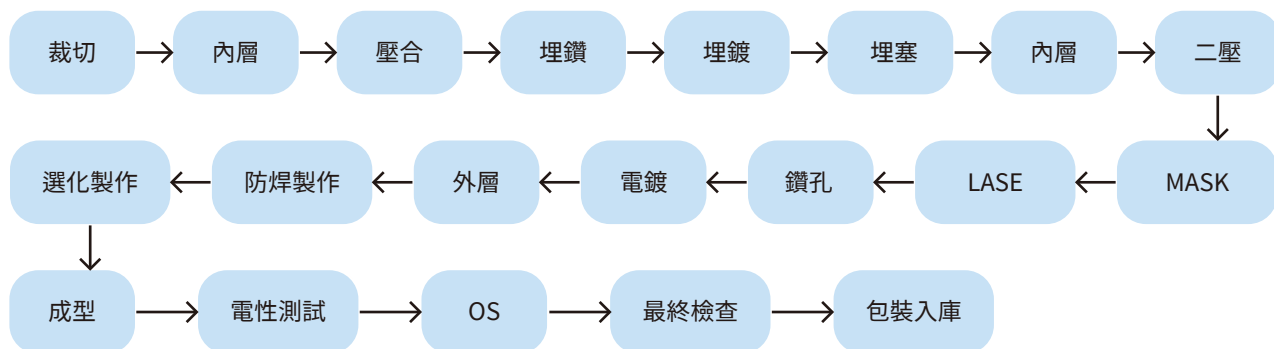 裁切 內層 壓合 埋鑽 埋鍍 埋塞 內層 二壓
選化製作 防焊製作 外層 電鍍 鑽孔 LASE MASK
成型 電性測試 OS 最終檢查 包裝入庫